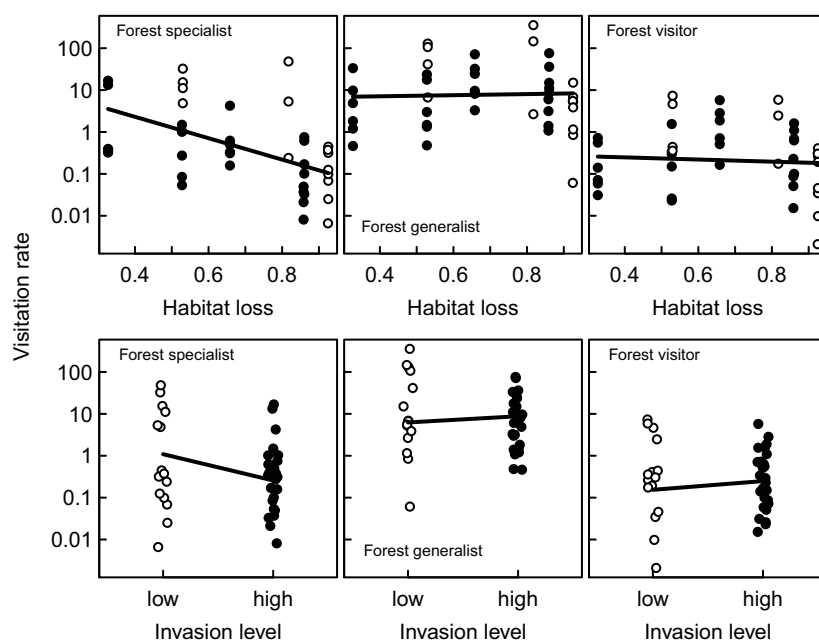 Forest specialist
Forest visitor
Forest generalist
100
10
1
0.1
0.01
0.4 0.6 0.8
0.4 0.6 0.8
0.4 0.6 0.8
Habitat loss
Habitat loss
Habitat loss
Visitation rate
Forest specialist
Forest visitor
Forest generalist
100
10
1
0.1
0.01
low high
low high
low high
Invasion level
Invasion level
Invasion level